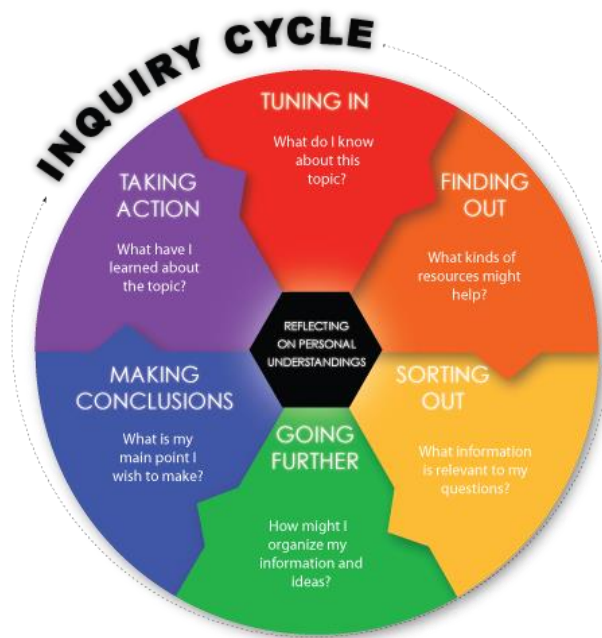 INQUIRY CYCLE
TUNING IN
What do I know
about this
topic?
FINDING
OUT
What kinds of
resources might
help?
SORTING
OUT
What information
is relevant to my
questions?
GOING
FURTHER
How might I
organize my
information and
ideas?
MAKING
CONCLUSIONS
What is my
main point I
wish to make?
TAKING
ACTION
What have I
learned about
the topic?
REFLECTING
ON PERSONAL
UNDERSTANDINGS